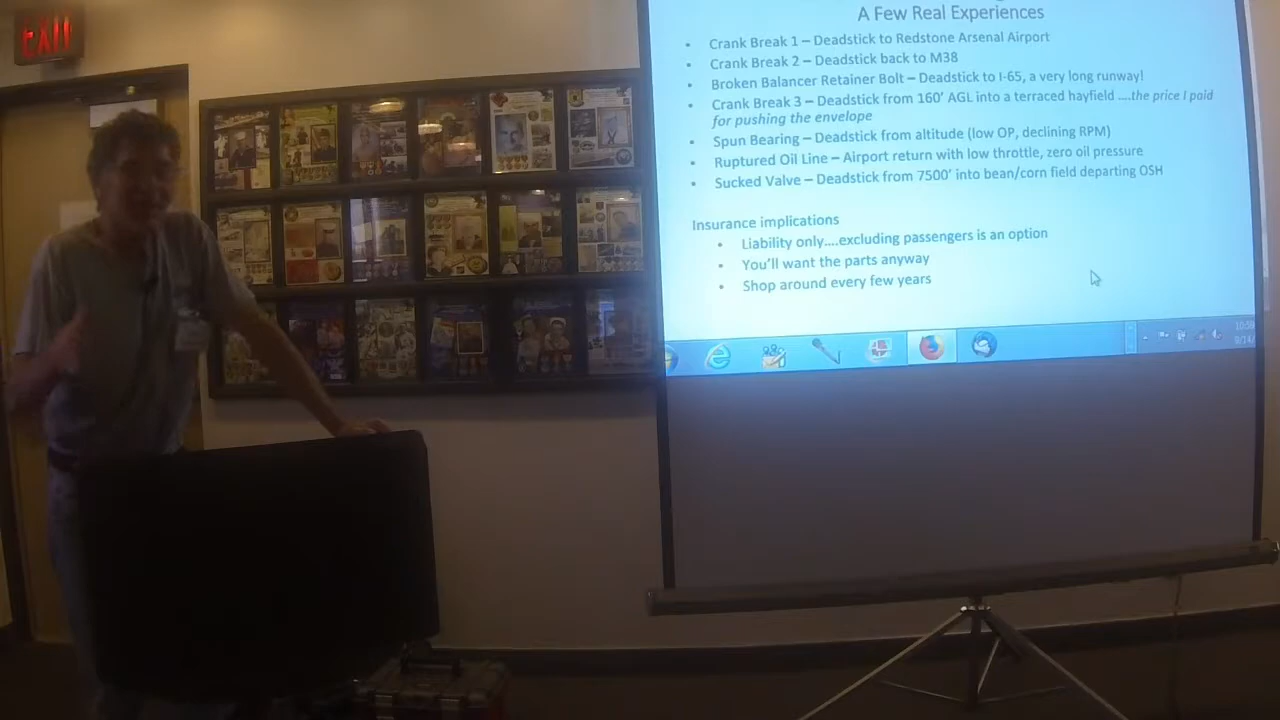 EXIT
A Few Real Experiences
• Crank Break 1 – Deadstick to Redstone Arsenal Airport
• Crank Break 2 – Deadstick back to M38
• Broken Balancer Retainer Bolt – Deadstick to I-65, a very long runway!
• Crank Break 3 – Deadstick from 160' AGL into a terraced hayfield ....the price I paid
for pushing the envelope
• Spun Bearing – Deadstick from altitude (low OP, declining RPM)
• Ruptured Oil Line – Airport return with low throttle, zero oil pressure
• Sucked Valve – Deadstick from 7500' into bean/corn field departing OSH
Insurance implications
• Liability only....excluding passengers is an option
• You'll want the parts anyway
• Shop around every few years